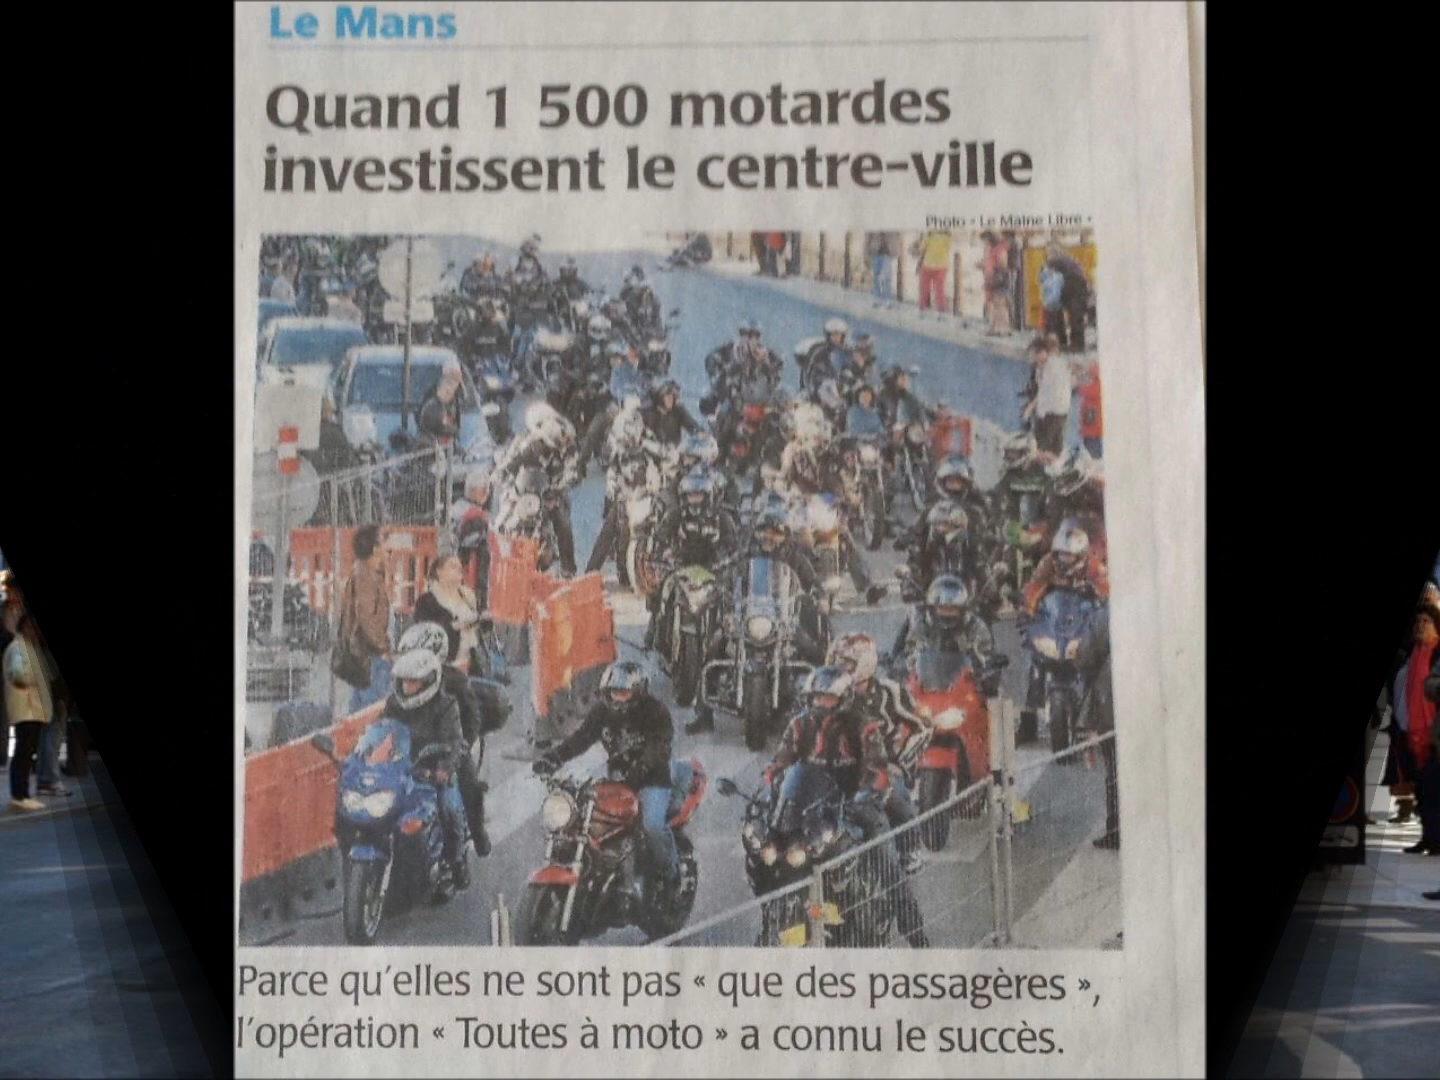 Le Mans
Quand 1 500 motardes
investissent le centre-ville
Photo « Le Maine Libre »
Parce qu'elles ne sont pas « que des passagères »,
l'opération « Toutes à moto » a connu le succès.